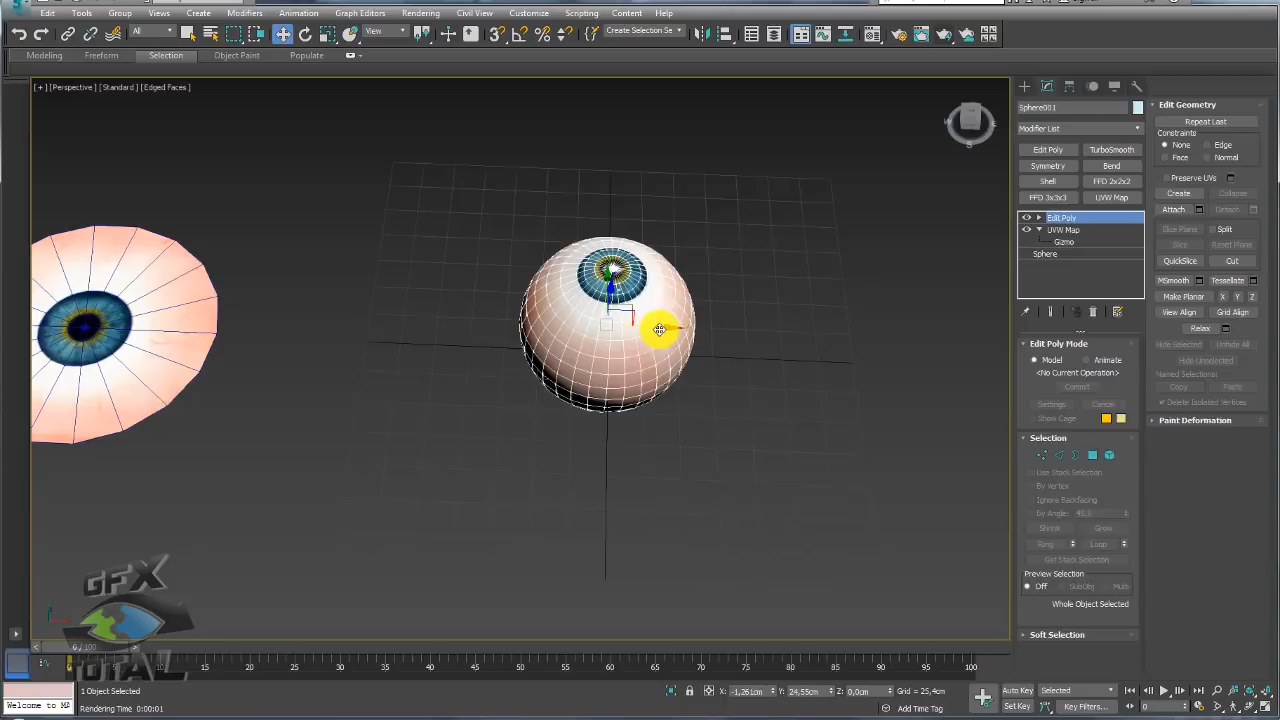 Edit Tools Group Views Create Modifiers Animation Graph Editors Rendering Civil View Customize Scripting Content Help
All View Create Selection Se
Modeling Freeform Selection Object Paint Populate
[+] [Perspective] [Standard] [Edged Faces]
Sphere001
Modifier List
Edit Poly TurboSmooth
Symmetry Bend
Shell FFD 2x2x2
FFD 3x3x3 UVW Map
Edit Poly
UVW Map
Gizmo
Sphere
Edit Poly Mode
Model Animate
<No Current Operation>
Commit
Settings Cancel
Show Cage
Selection
Use Stack Selection
By Vertex
Ignore Backfacing
By Angle: 45,0
Shrink Grow
Ring Loop
Get Stack Selection
Preview Selection
Off SubObj Multi
Whole Object Selected
Soft Selection
Edit Geometry
Repeat Last
Constraints
None Edge
Face Normal
Preserve UVs
Create Collapse
Attach Detach
Slice Plane Split
Slice Reset Plane
QuickSlice Cut
MSmooth Tessellate
Make Planar X Y Z
View Align Grid Align
Relax
Hide Selected Unhide All
Hide Unselected
Named Selections:
Copy Paste
Delete Isolated Vertices
Paint Deformation
GFX
TOTAL
0 / 100
5 10 15 20 25 30 35 40 45 50 55 60 65 70 75 80 85 90 95 100
1 Object Selected
X: -1,261cm Y: 24,55cm Z: 0,0cm Grid = 25,4cm
Auto Key Selected
Welcome to MA
Rendering Time 0:00:01
Add Time Tag
Set Key Key Filters... 0